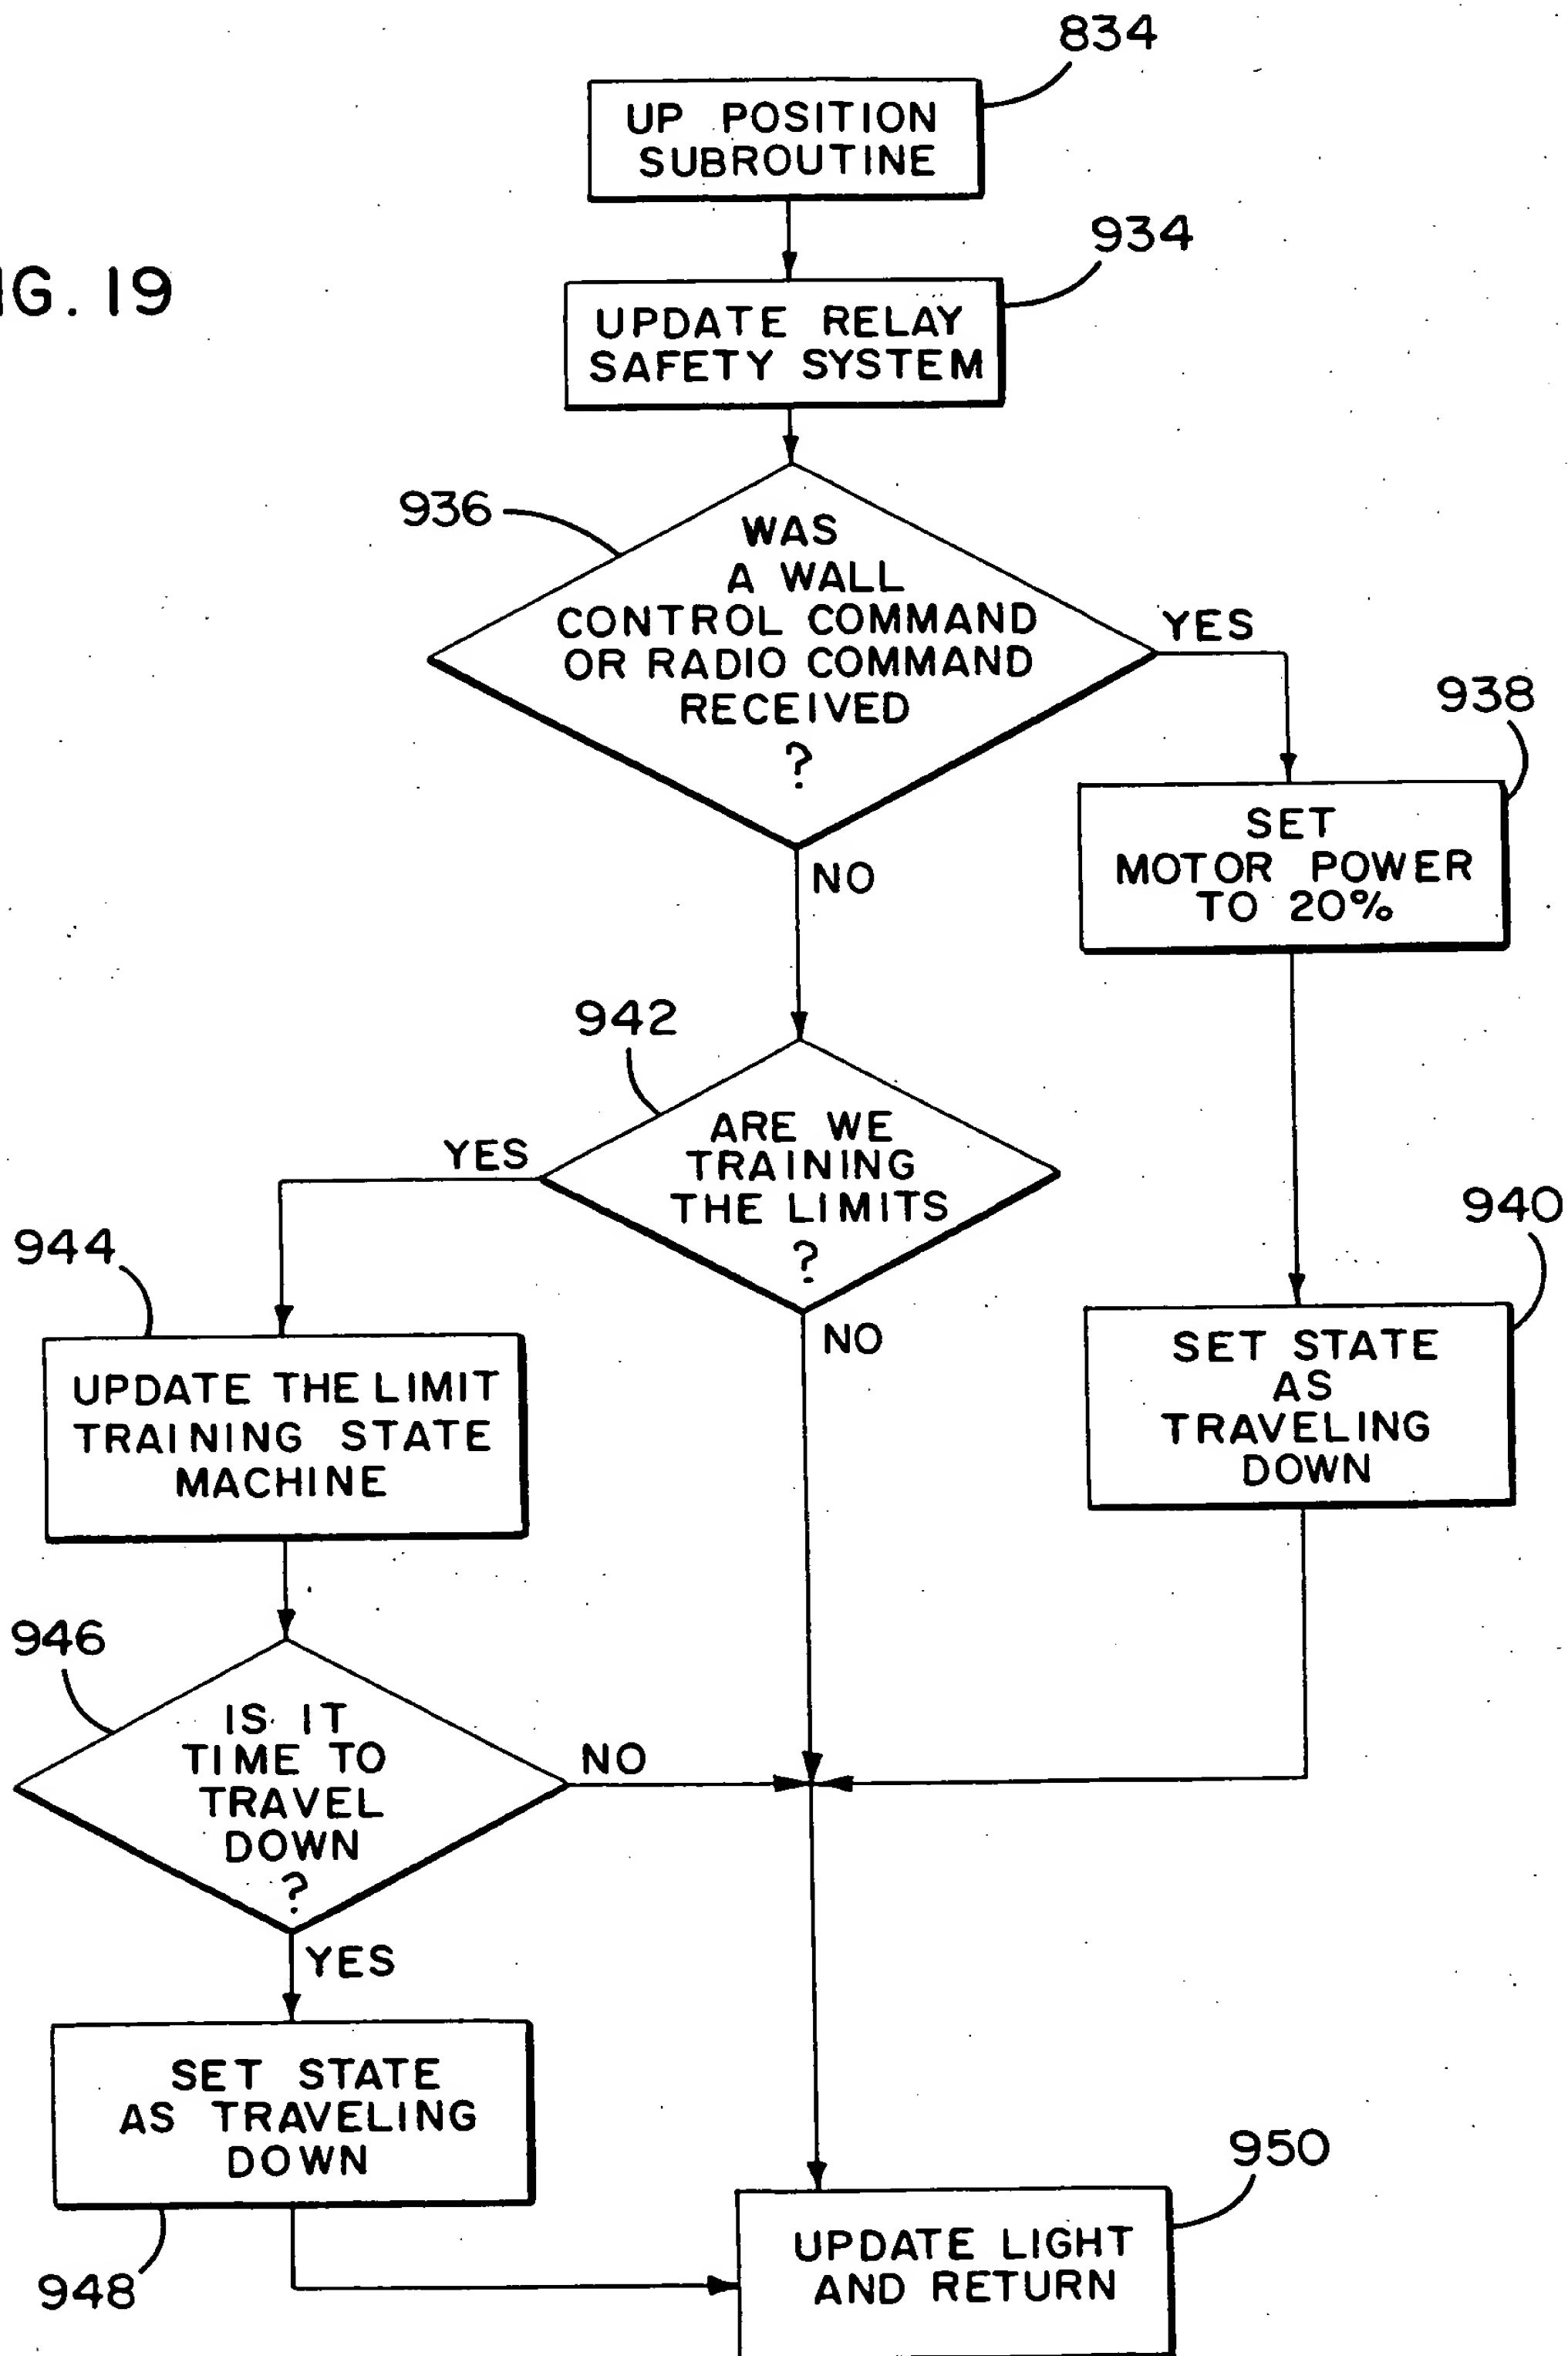 834
UP POSITION
SUBROUTINE
934
IG. 19
UPDATE RELAY
SAFETY SYSTEM
936
WAS
A WALL
CONTROL COMMAND
OR RADIO COMMAND
RECEIVED
?
YES
NO
938
SET
MOTOR POWER
TO 20%
942
ARE WE
TRAINING
THE LIMITS
?
YES
NO
940
SET STATE
AS
TRAVELING
DOWN
944
UPDATE THE LIMIT
TRAINING STATE
MACHINE
946
IS IT
TIME TO
TRAVEL
DOWN
?
NO
YES
SET STATE
AS TRAVELING
DOWN
948
950
UPDATE LIGHT
AND RETURN